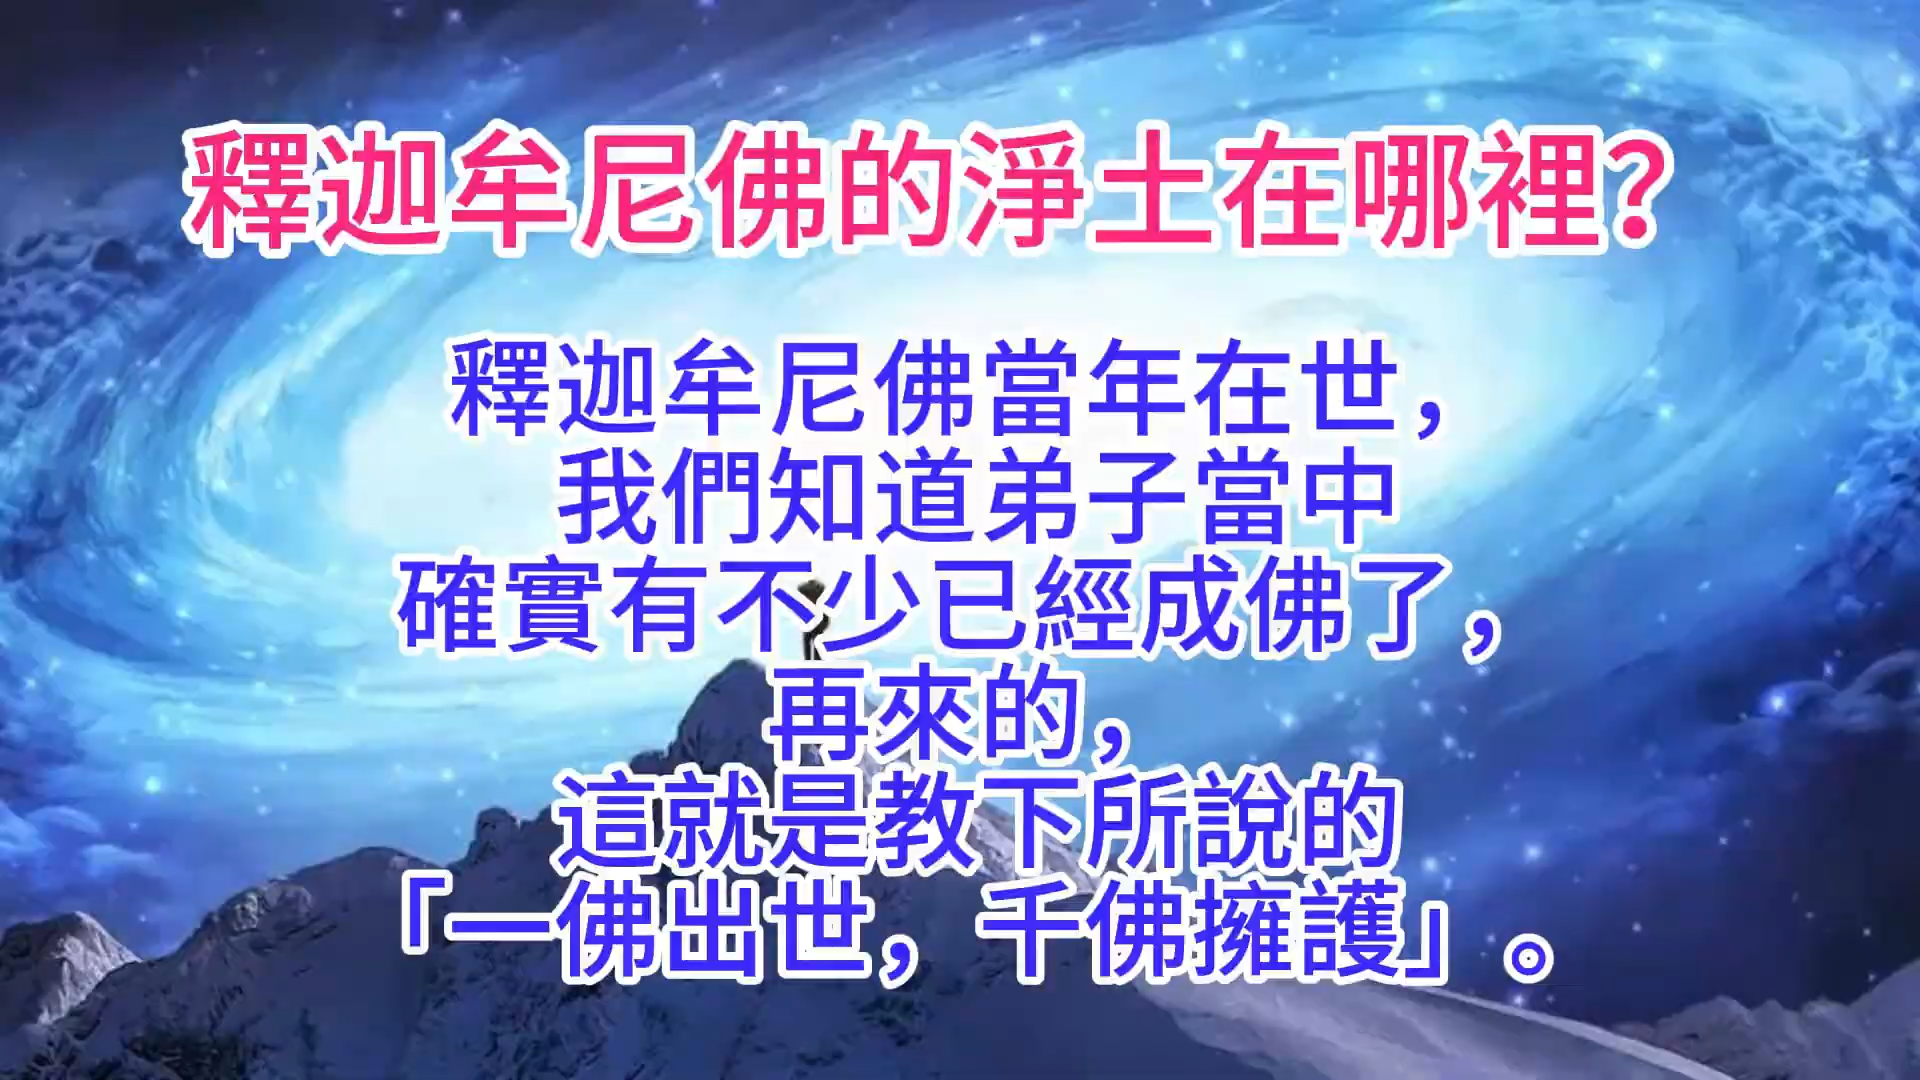 釋迦牟尼佛的淨土在哪裡？
釋迦牟尼佛當年在世，
我們知道弟子當中
確實有不少已經成佛了，
再來的，
這就是教下所說的
「一佛出世，千佛擁護」。